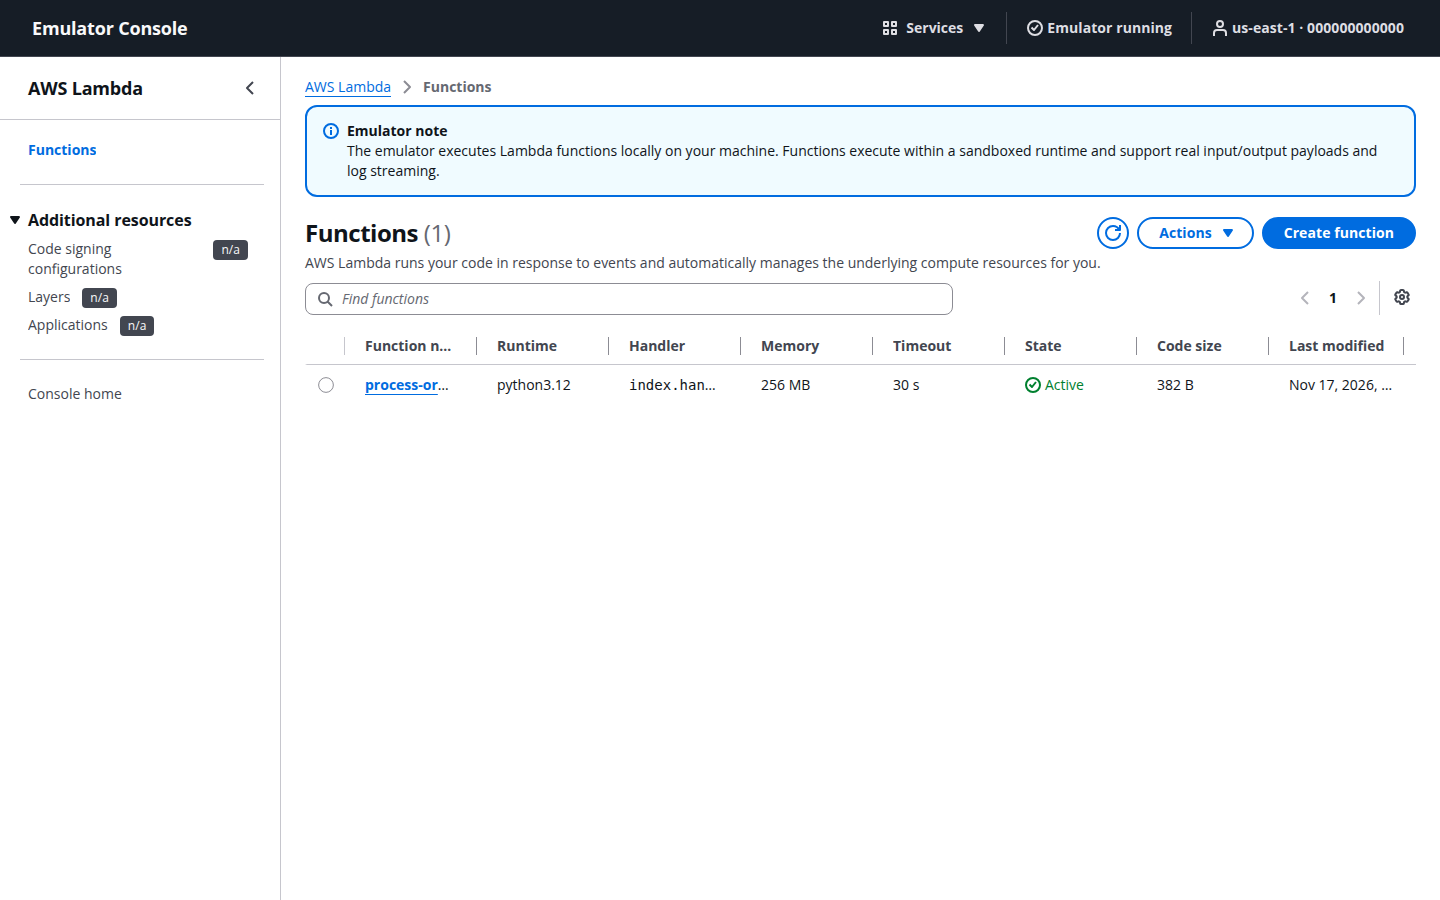 Emulator Console
Services
Emulator running
us-east-1 · 000000000000
AWS Lambda
Functions
Additional resources
Code signing
configurations
n/a
Layers n/a
Applications n/a
Console home
AWS Lambda Functions
Emulator note
The emulator executes Lambda functions locally on your machine. Functions execute within a sandboxed runtime and support real input/output payloads and
log streaming.
Functions (1)
Actions
Create function
AWS Lambda runs your code in response to events and automatically manages the underlying compute resources for you.
Find functions
1
Function n... Runtime Handler Memory Timeout State Code size Last modified
process-or... python3.12 index.han... 256 MB 30 s Active 382 B Nov 17, 2026, ...